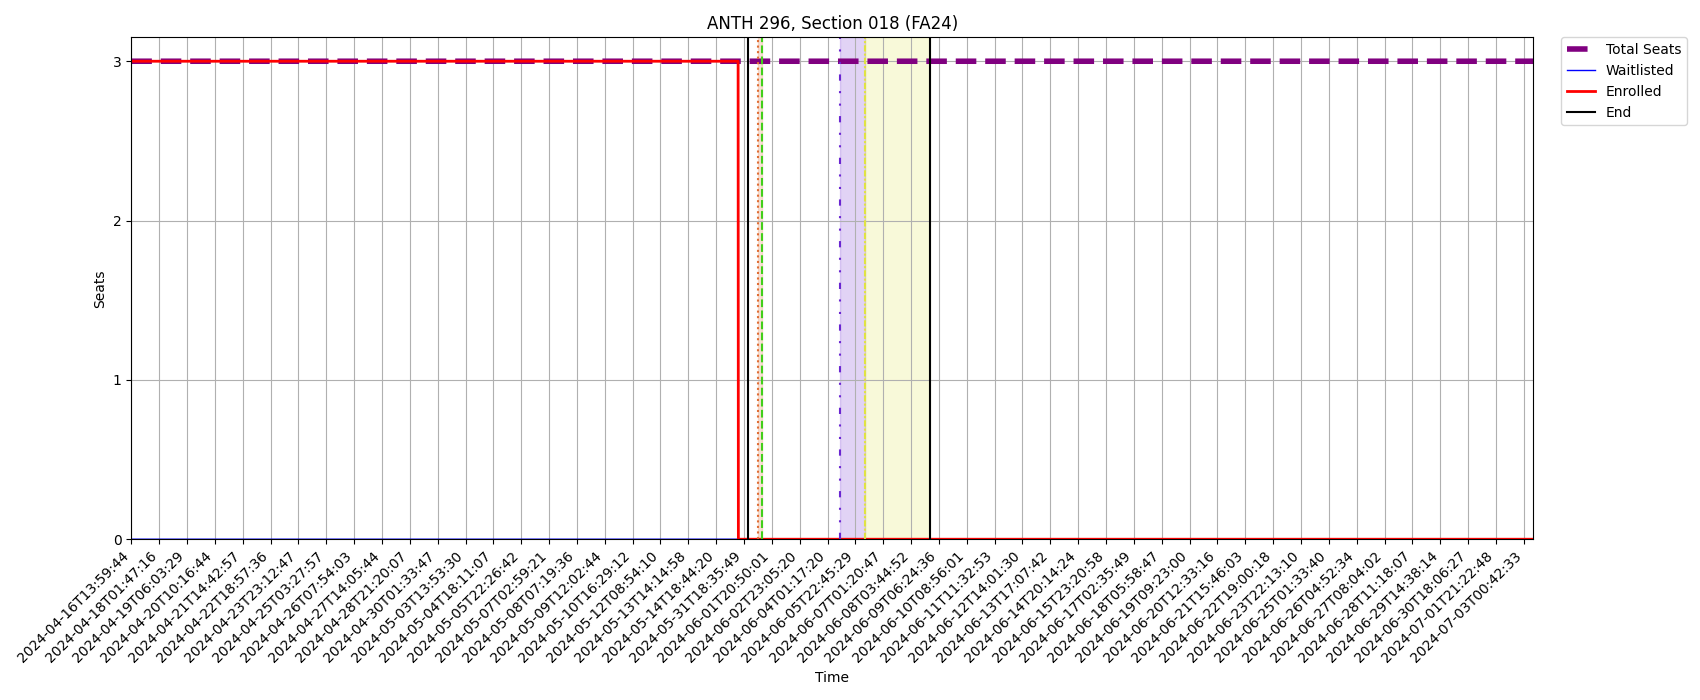 ANTH 296, Section 018 (FA24)
Total Seats
Waitlisted
Enrolled
End
3
2
1
0
Seats
2024-04-16T13:59:44
2024-04-18T01:47:16
2024-04-19T06:03:29
2024-04-20T10:16:44
2024-04-21T14:42:57
2024-04-22T18:57:36
2024-04-23T23:12:47
2024-04-25T03:27:57
2024-04-26T07:54:03
2024-04-27T14:05:44
2024-04-28T21:20:07
2024-04-30T01:33:47
2024-05-03T03:53:30
2024-05-04T18:11:07
2024-05-05T22:26:42
2024-05-07T02:59:21
2024-05-08T07:19:36
2024-05-09T12:02:44
2024-05-10T16:29:12
2024-05-12T08:54:10
2024-05-13T14:14:58
2024-05-14T18:44:20
2024-05-31T18:35:49
2024-06-01T20:50:01
2024-06-02T23:05:20
2024-06-04T01:17:20
2024-06-05T22:45:29
2024-06-07T01:20:47
2024-06-08T03:44:52
2024-06-09T06:24:36
2024-06-10T08:56:01
2024-06-11T11:32:53
2024-06-12T14:01:30
2024-06-13T17:07:42
2024-06-14T20:14:24
2024-06-15T23:20:58
2024-06-17T02:35:49
2024-06-18T05:58:47
2024-06-19T09:23:00
2024-06-20T12:33:16
2024-06-21T15:46:03
2024-06-22T19:00:18
2024-06-23T22:13:10
2024-06-25T01:33:40
2024-06-26T04:52:34
2024-06-27T08:04:02
2024-06-28T11:18:07
2024-06-29T14:38:14
2024-06-30T18:06:27
2024-07-01T21:22:48
2024-07-03T00:42:33
Time